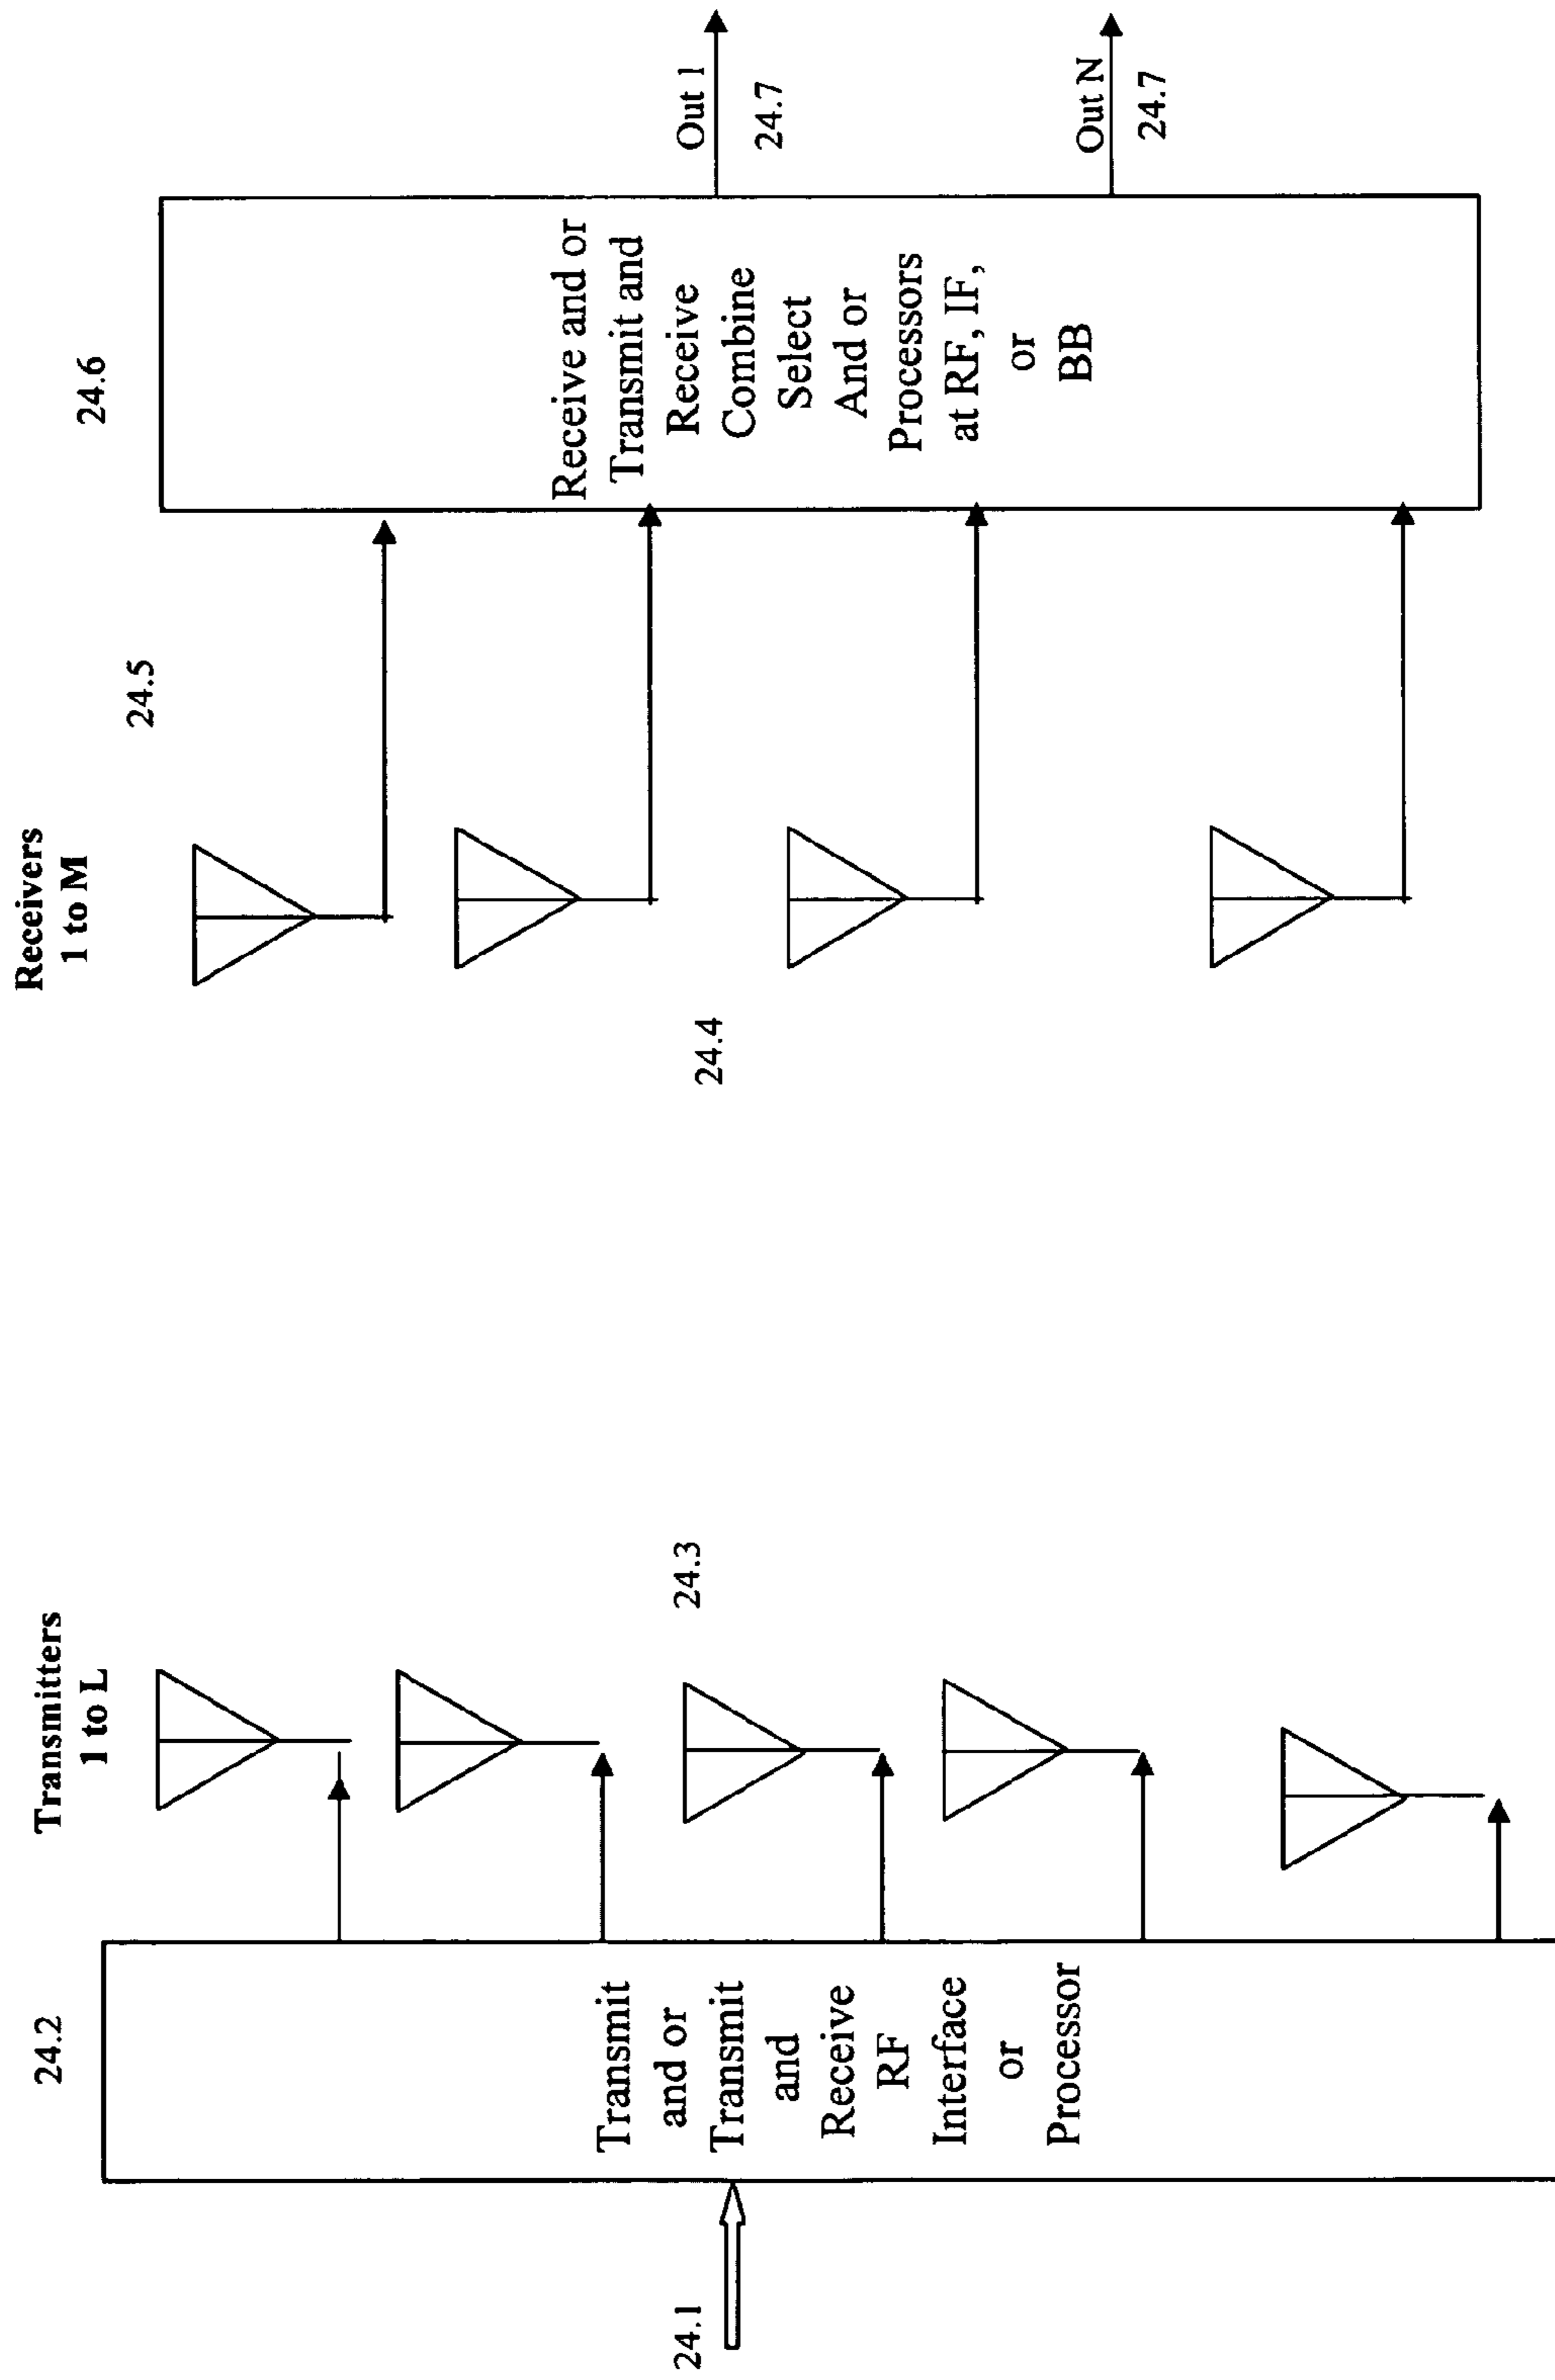 Transmitters
1 to L
Receivers
1 to M
24.1
24.2
Transmit
and or
Transmit
and
Receive
RF
Interface
or
Processor
24.3
24.4
24.5
24.6
Receive and or
Transmit and
Receive
Combine
Select
And or
Processors
at RF, IF,
or
BB
Out 1
24.7
Out N
24.7